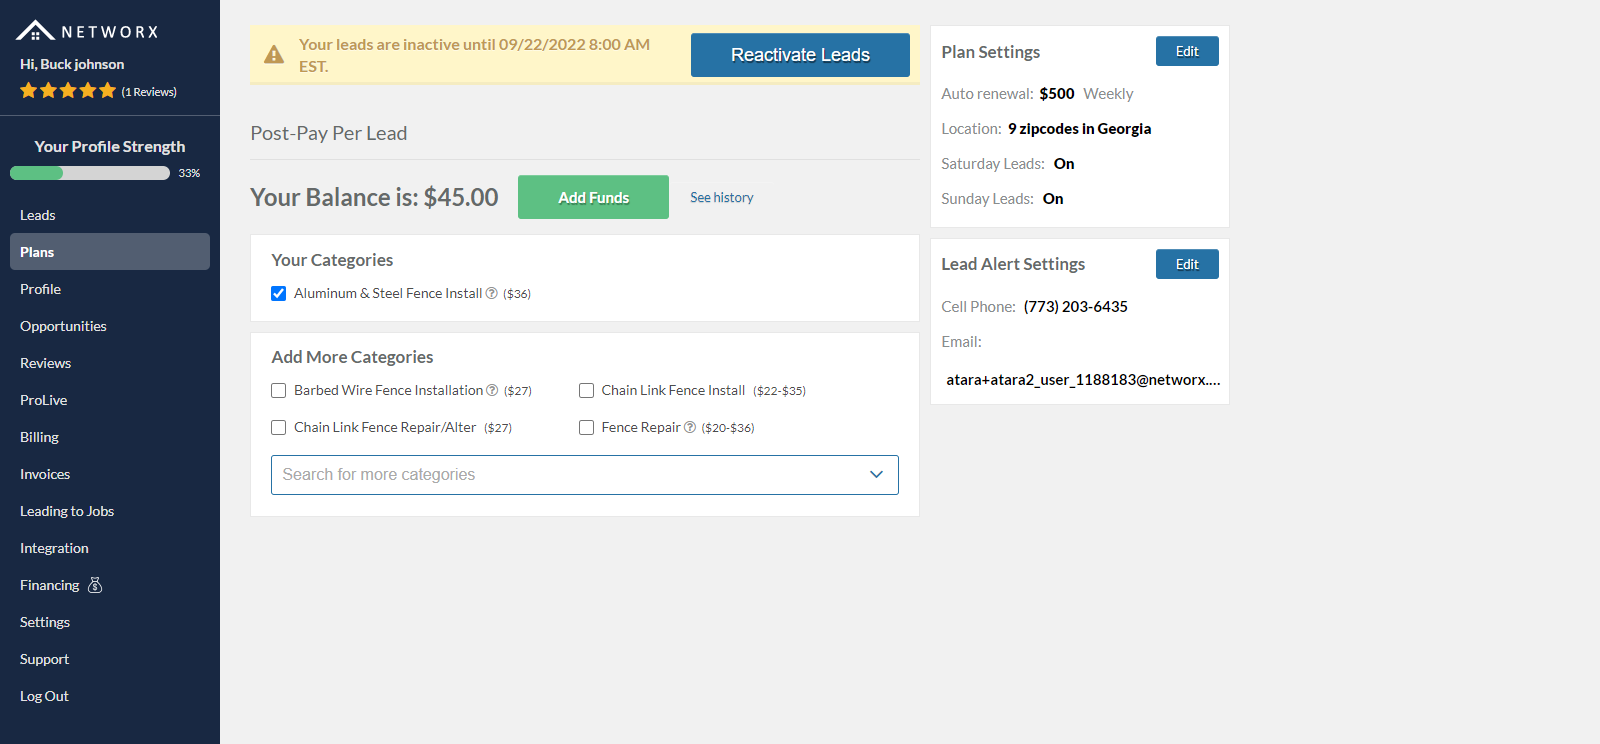 NETWORX
Hi, Buck johnson
(1 Reviews)
Your Profile Strength
33%
Leads
Plans
Profile
Opportunities
Reviews
ProLive
Billing
Invoices
Leading to Jobs
Integration
Financing
Settings
Support
Log Out
Your leads are inactive until 09/22/2022 8:00 AM
EST.
Reactivate Leads
Post-Pay Per Lead
Your Balance is: $45.00
Add Funds
See history
Your Categories
Aluminum & Steel Fence Install ? ($36)
Add More Categories
Barbed Wire Fence Installation ? ($27)
Chain Link Fence Install ($22-$35)
Chain Link Fence Repair/Alter ($27)
Fence Repair ? ($20-$36)
Search for more categories
Plan Settings
Edit
Auto renewal: $500 Weekly
Location: 9 zipcodes in Georgia
Saturday Leads: On
Sunday Leads: On
Lead Alert Settings
Edit
Cell Phone: (773) 203-6435
Email:
atara+atara2_user_1188183@networx....